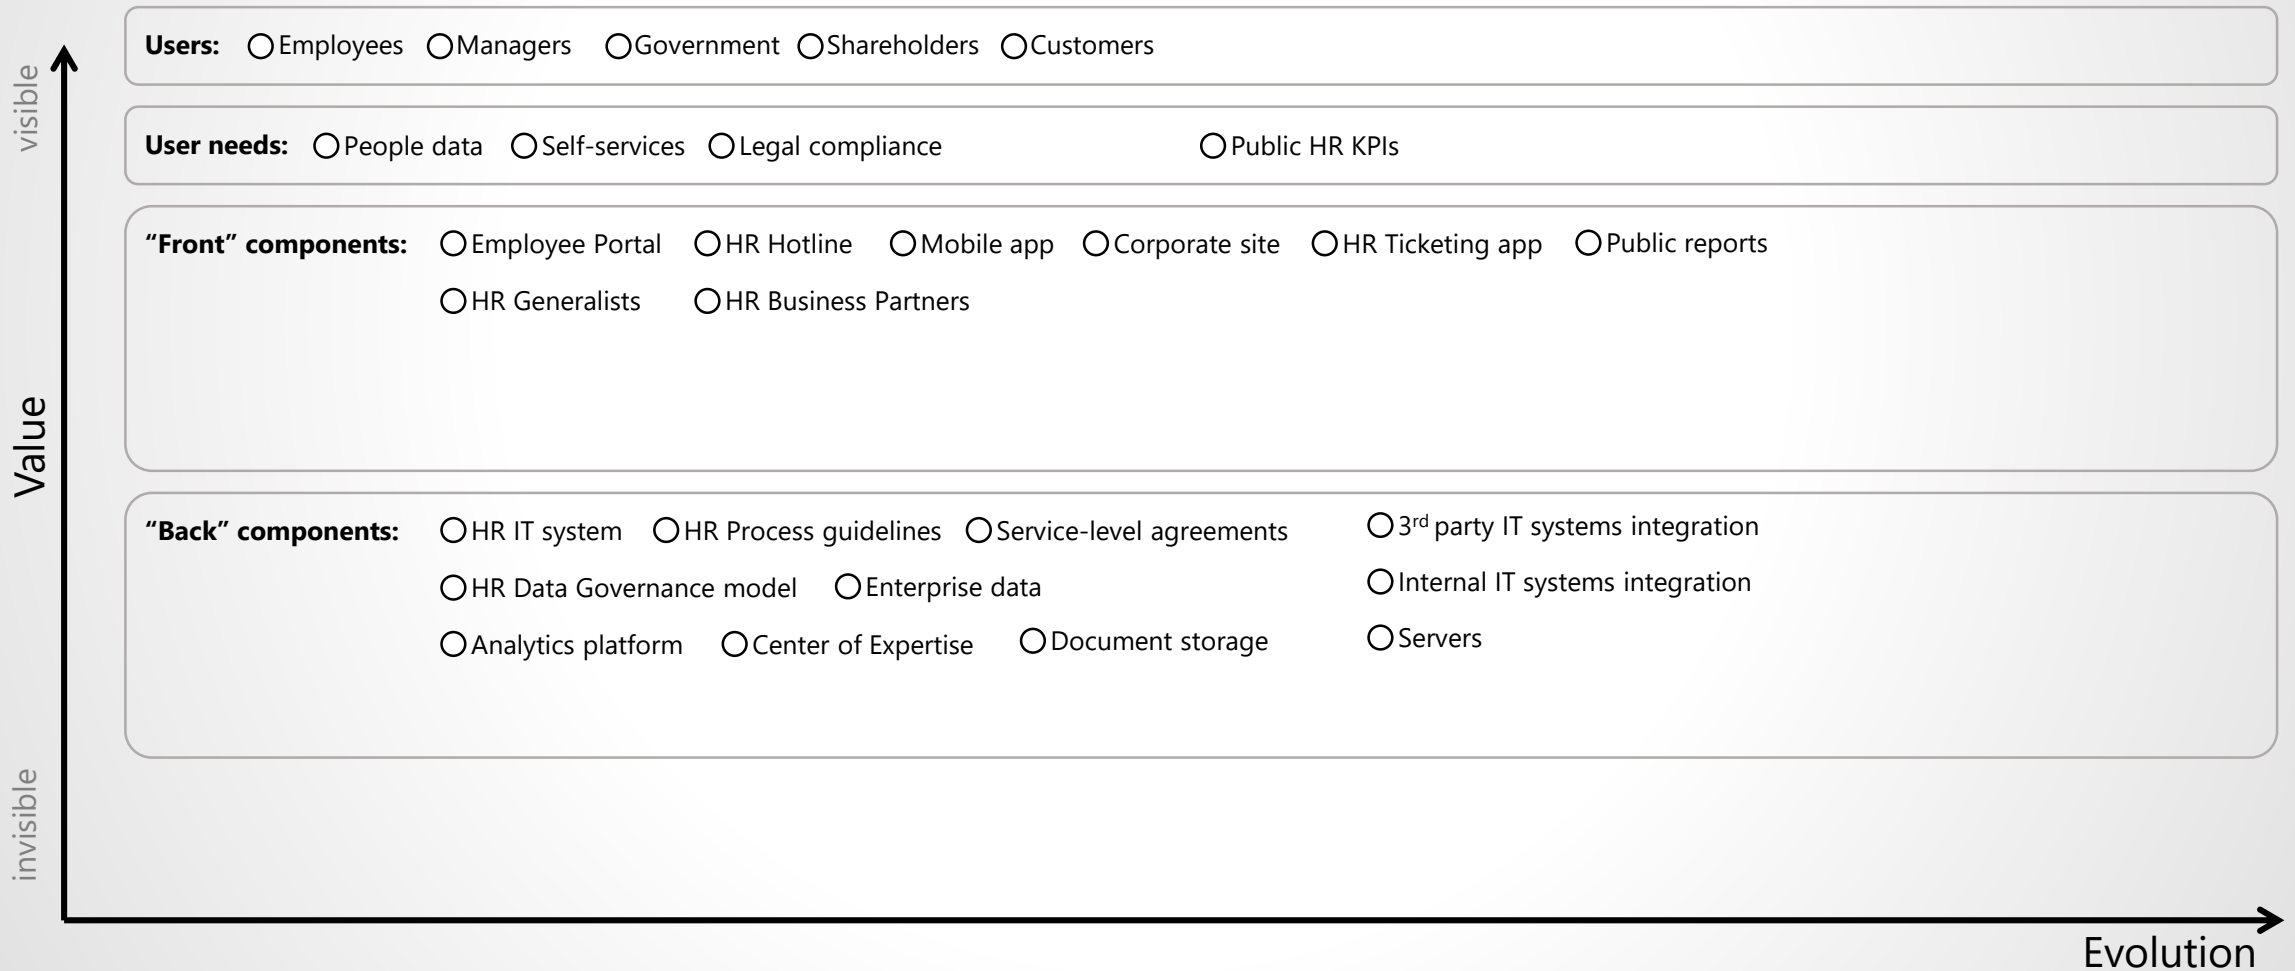 Users: Employees Managers Government Shareholders Customers
visible
User needs: People data Self-services Legal compliance Public HR KPIs
“Front” components: Employee Portal HR Hotline Mobile app Corporate site HR Ticketing app Public reports
HR Generalists HR Business Partners
Value
“Back” components: HR IT system HR Process guidelines Service-level agreements 3rd party IT systems integration
HR Data Governance model Enterprise data Internal IT systems integration
Analytics platform Center of Expertise Document storage Servers
invisible
Evolution